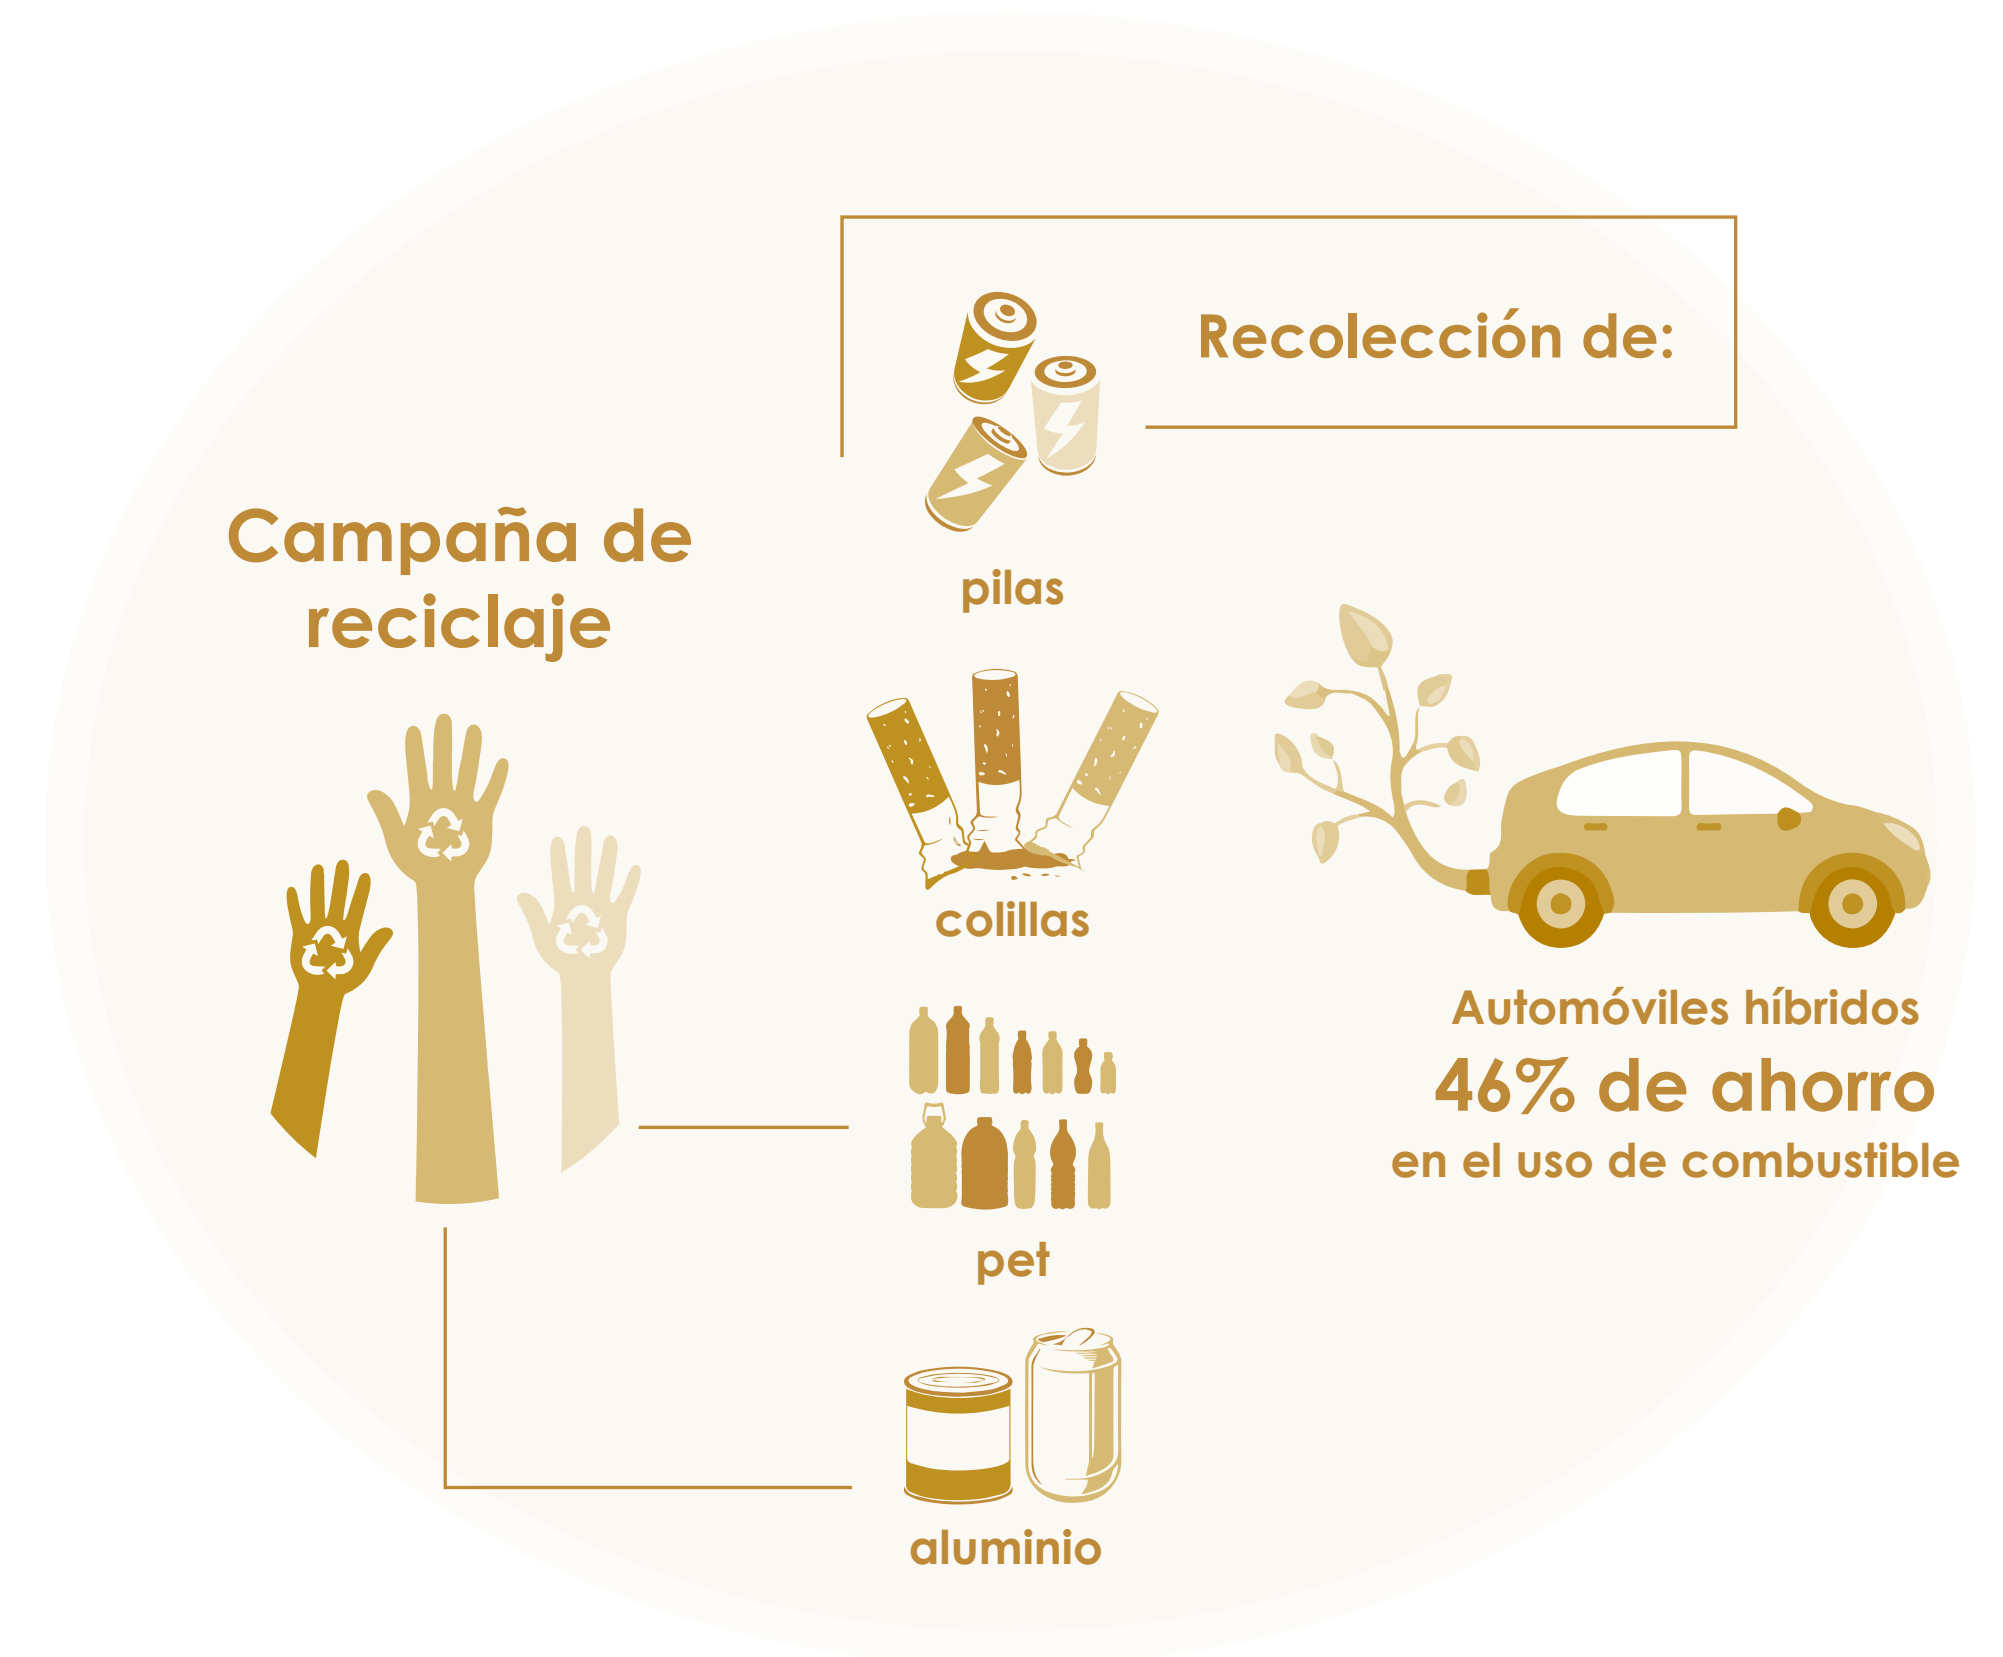 Campaña de
reciclaje
Recolección de:
pilas
colillas
pet
aluminio
Automóviles híbridos
46% de ahorro
en el uso de combustible